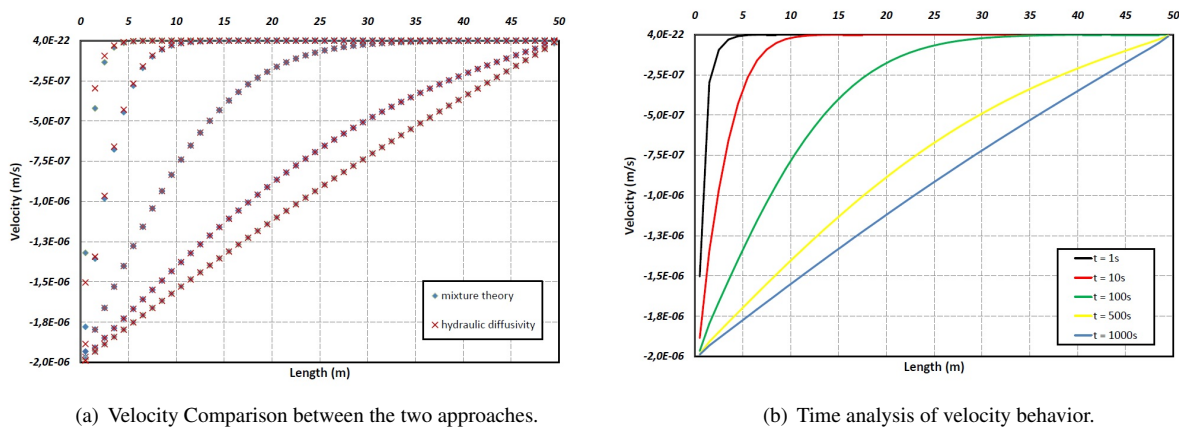 0 5 10 15 20 25 30 35 40 45 50
4,0E-22
-2,5E-07
-5,0E-07
-7,5E-07
-1,0E-06
-1,3E-06
-1,5E-06
-1,8E-06
-2,0E-06
Velocity (m/s)
mixture theory
hydraulic diffusivity
Length (m)
(a) Velocity Comparison between the two approaches.
0 5 10 15 20 25 30 35 40 45 50
4,0E-22
-2,5E-07
-5,0E-07
-7,5E-07
-1,0E-06
-1,3E-06
-1,5E-06
-1,8E-06
-2,0E-06
Velocity (m/s)
t = 1s
t = 10s
t = 100s
t = 500s
t = 1000s
Length (m)
(b) Time analysis of velocity behavior.